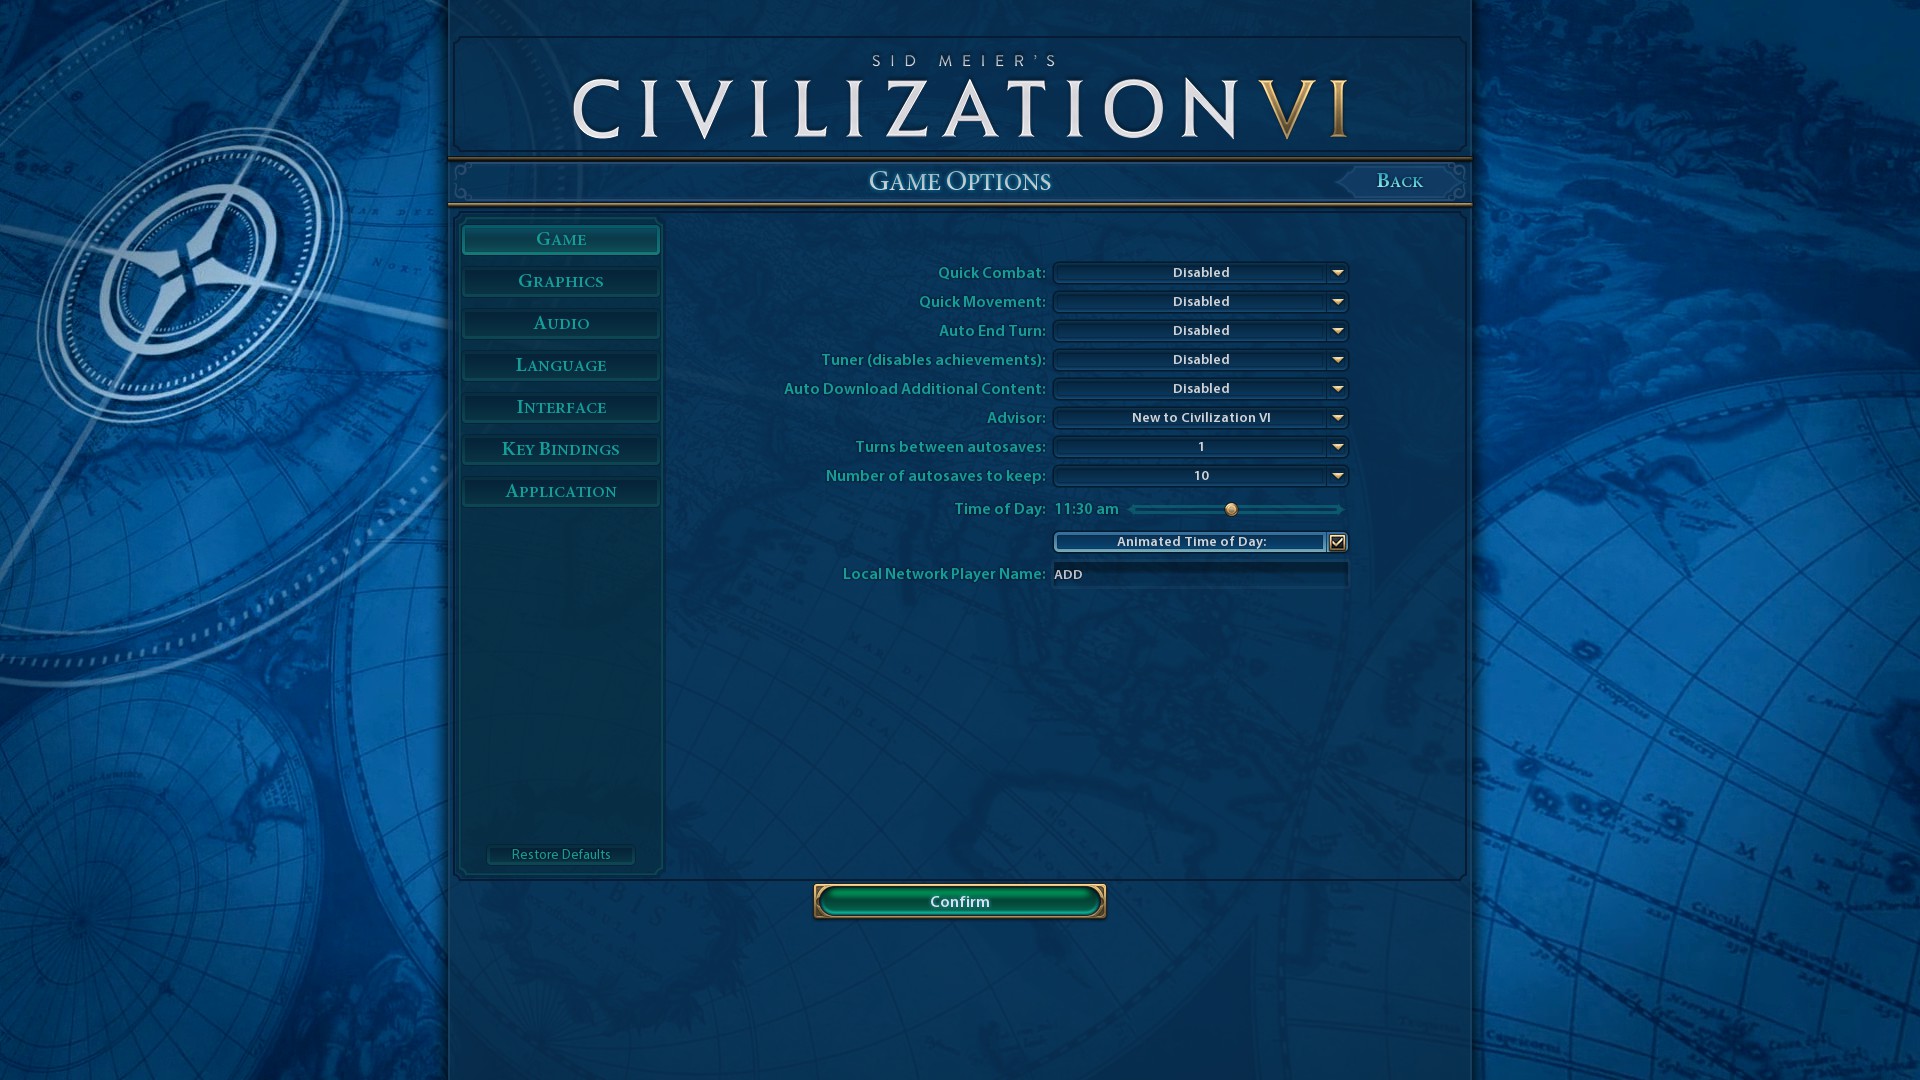 SID MEIER'S
CIVILIZATION VI
GAME OPTIONS
BACK
GAME
GRAPHICS
AUDIO
LANGUAGE
INTERFACE
KEY BINDINGS
APPLICATION
Restore Defaults
Quick Combat: Disabled
Quick Movement: Disabled
Auto End Turn: Disabled
Tuner (disables achievements): Disabled
Auto Download Additional Content: Disabled
Advisor: New to Civilization VI
Turns between autosaves: 1
Number of autosaves to keep: 10
Time of Day: 11:30 am
Animated Time of Day:
Local Network Player Name: ADD
Confirm